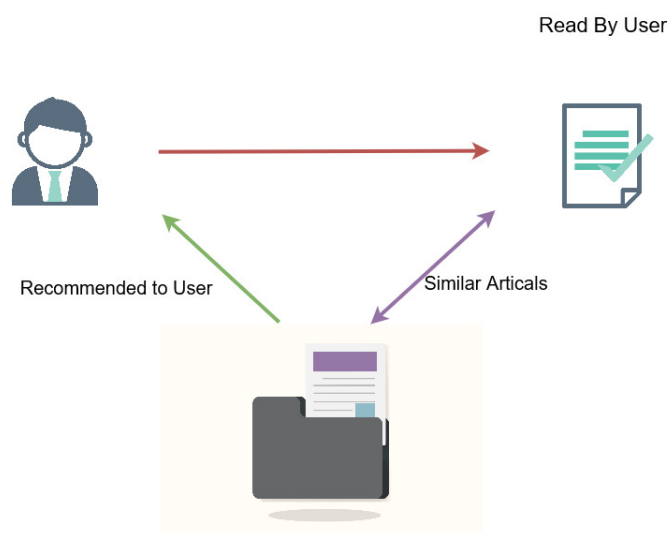 Read By User
Recommended to User
Similar Articals